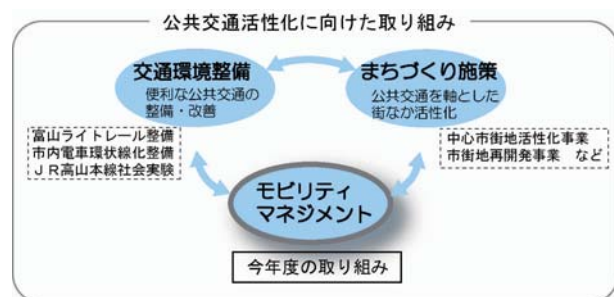 公共交通活性化に向けた取り組み
交通環境整備
便利な公共交通の
整備・改善
まちづくり施策
公共交通を軸とした
街なか活性化
富山ライトレール整備
市内電車環状線化整備
ＪＲ高山本線社会実験
中心市街地活性化事業
市街地再開発事業　など
モビリティ
マネジメント
今年度の取り組み